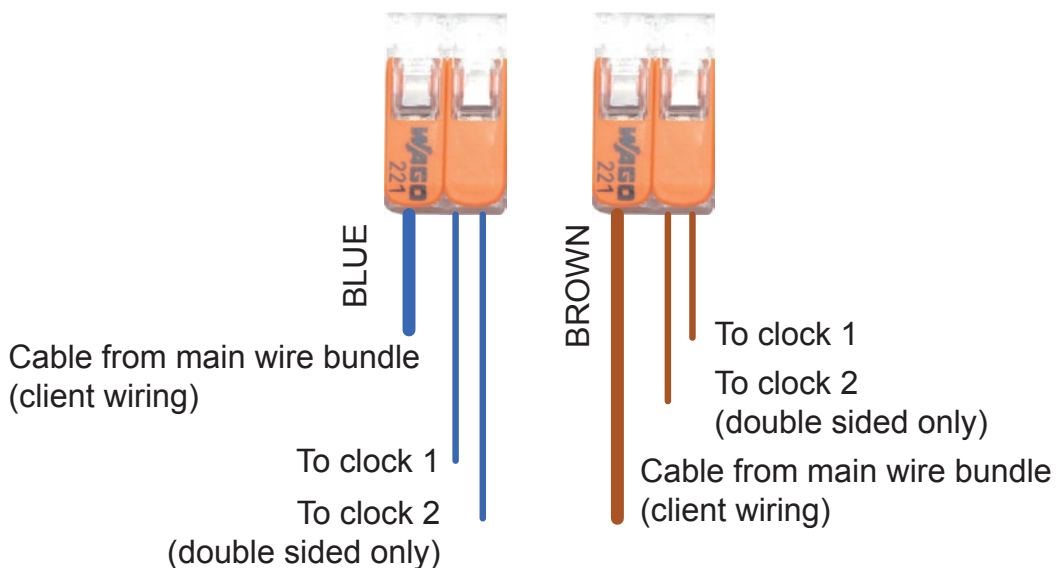 WAGO
221
WAGO
221
BLUE
BROWN
Cable from main wire bundle
(client wiring)
To clock 1
To clock 2
(double sided only)
To clock 1
To clock 2
(double sided only)
Cable from main wire bundle
(client wiring)